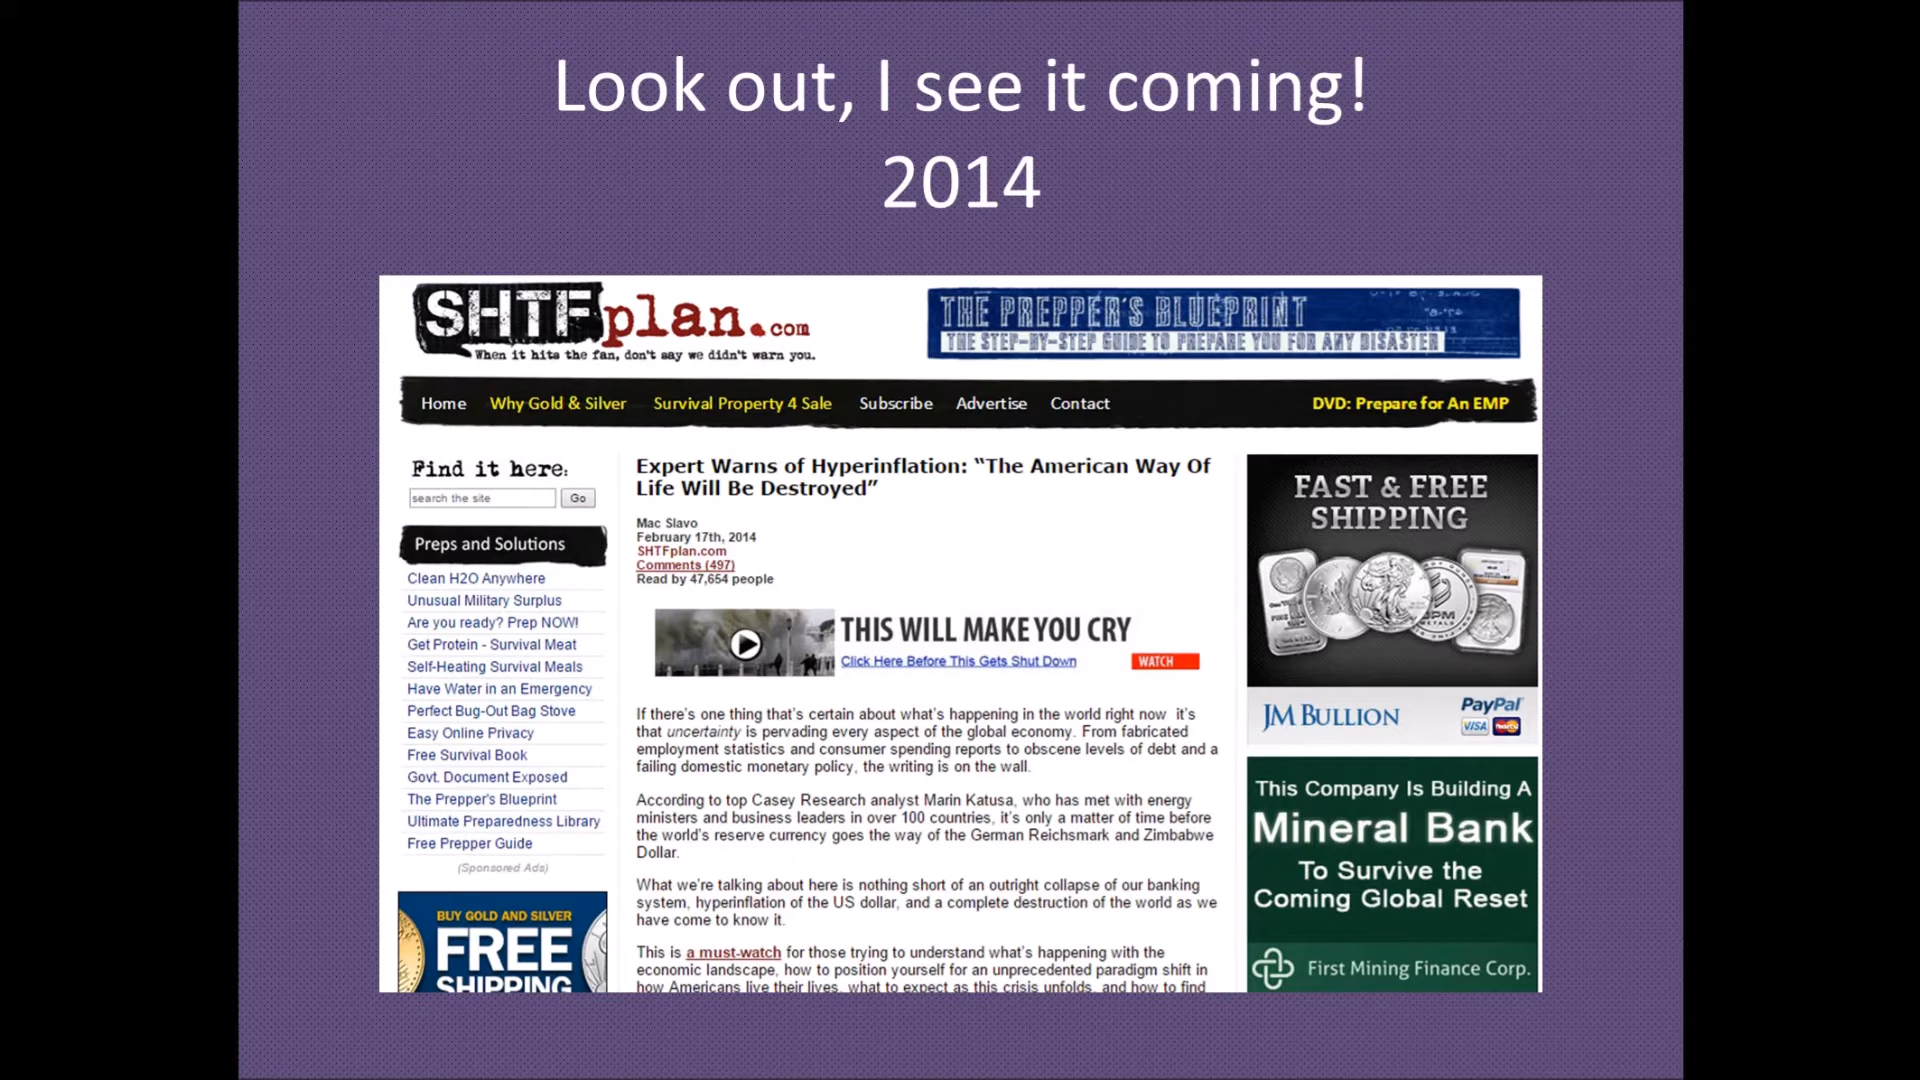 Look out, I see it coming!
2014
SHTFplan.com
When it hits the fan, don't say we didn't warn you.
THE PREPPER'S BLUEPRINT
THE STEP-BY-STEP GUIDE TO PREPARE YOU FOR ANY DISASTER
Home Why Gold & Silver Survival Property 4 Sale Subscribe Advertise Contact DVD: Prepare for An EMP
Find it here:
search the site Go
Preps and Solutions
Clean H2O Anywhere
Unusual Military Surplus
Are you ready? Prep NOW!
Get Protein - Survival Meat
Self-Heating Survival Meals
Have Water in an Emergency
Perfect Bug-Out Bag Stove
Easy Online Privacy
Free Survival Book
Govt. Document Exposed
The Prepper's Blueprint
Ultimate Preparedness Library
Free Prepper Guide
(Sponsored Ads)
BUY GOLD AND SILVER
FREE
SHIPPING
Expert Warns of Hyperinflation: “The American Way Of
Life Will Be Destroyed”
Mac Slavo
February 17th, 2014
SHTFplan.com
Comments (497)
Read by 47,654 people
THIS WILL MAKE YOU CRY
Click Here Before This Gets Shut Down WATCH
If there's one thing that's certain about what's happening in the world right now it's
that uncertainty is pervading every aspect of the global economy. From fabricated
employment statistics and consumer spending reports to obscene levels of debt and a
failing domestic monetary policy, the writing is on the wall.
According to top Casey Research analyst Marin Katusa, who has met with energy
ministers and business leaders in over 100 countries, it's only a matter of time before
the world's reserve currency goes the way of the German Reichsmark and Zimbabwe
Dollar.
What we're talking about here is nothing short of an outright collapse of our banking
system, hyperinflation of the US dollar, and a complete destruction of the world as we
have come to know it.
This is a must-watch for those trying to understand what's happening with the
economic landscape, how to position yourself for an unprecedented paradigm shift in
how Americans live their lives, what to expect as this crisis unfolds, and how to find
FAST & FREE
SHIPPING
JM BULLION
PayPal
VISA
This Company Is Building A
Mineral Bank
To Survive the
Coming Global Reset
First Mining Finance Corp.